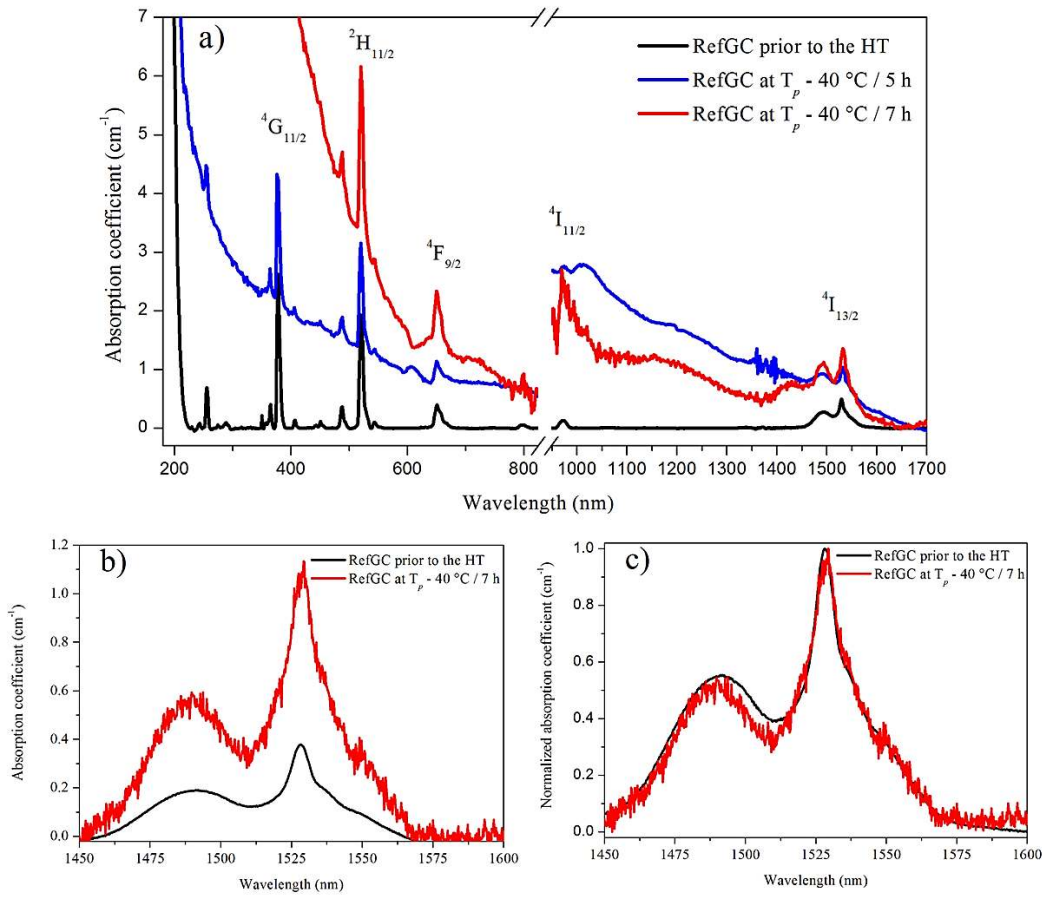 a)
RefGC prior to the HT
RefGC at Tp - 40 °C / 5 h
RefGC at Tp - 40 °C / 7 h
²H₁₁/₂
⁴G₁₁/₂
⁴F₉/₂
⁴I₁₁/₂
⁴I₁₃/₂
Absorption coefficient (cm⁻¹)
7
6
5
4
3
2
1
0
200 400 600 800 1000 1100 1200 1300 1400 1500 1600 1700
Wavelength (nm)
b)
RefGC prior to the HT
RefGC at Tp - 40 °C / 7 h
Absorption coefficient (cm⁻¹)
1.2
1.0
0.8
0.6
0.4
0.2
0.0
1450 1475 1500 1525 1550 1575 1600
Wavelength (nm)
c)
RefGC prior to the HT
RefGC at Tp - 40 °C / 7 h
Normalized absorption coefficient (cm⁻¹)
1.0
0.8
0.6
0.4
0.2
0.0
1450 1475 1500 1525 1550 1575 1600
Wavelength (nm)